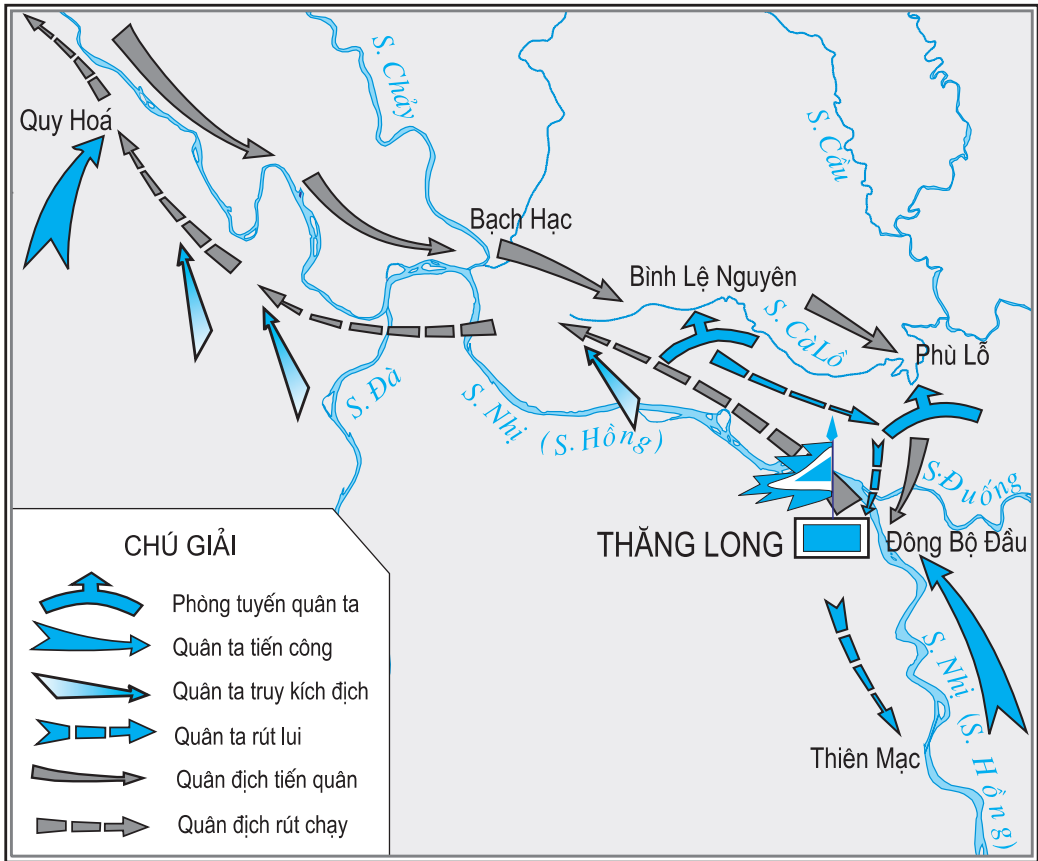 S. Chảy
S. Cầu
Quy Hoá
Bạch Hạc
Bình Lệ Nguyên
S. Cà Lồ
Phù Lỗ
S. Đà
S. Nhị (S. Hồng)
S. Đuống
THĂNG LONG
Đông Bộ Đầu
S. Nhị (S. Hồng)
Thiên Mạc
CHÚ GIẢI
Phòng tuyến quân ta
Quân ta tiến công
Quân ta truy kích địch
Quân ta rút lui
Quân địch tiến quân
Quân địch rút chạy